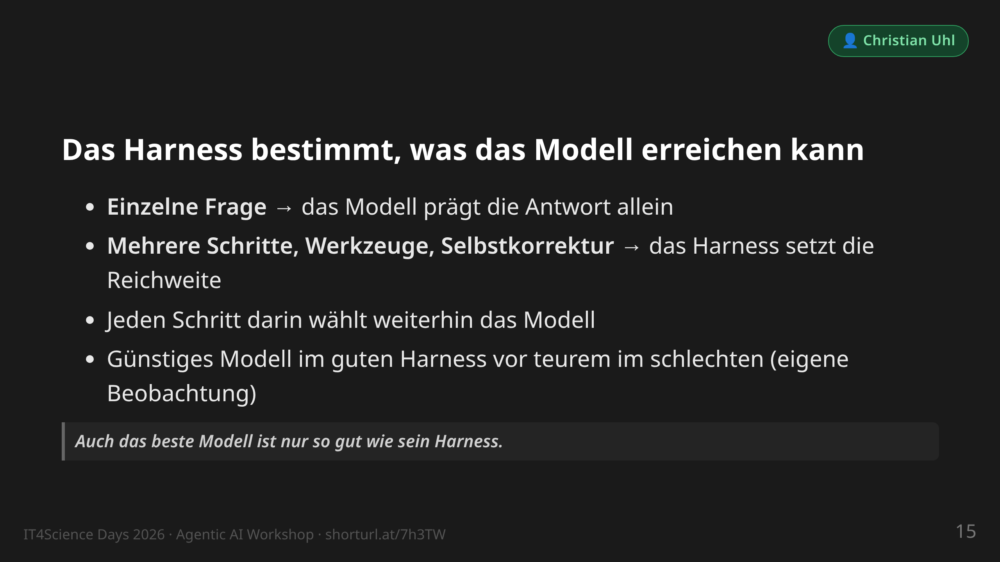 👤 Christian Uhl
Das Harness bestimmt, was das Modell erreichen kann
• Einzelne Frage → das Modell prägt die Antwort allein
• Mehrere Schritte, Werkzeuge, Selbstkorrektur → das Harness setzt die
Reichweite
• Jeden Schritt darin wählt weiterhin das Modell
• Günstiges Modell im guten Harness vor teurem im schlechten (eigene
Beobachtung)
Auch das beste Modell ist nur so gut wie sein Harness.
IT4Science Days 2026 · Agentic AI Workshop · shorturl.at/7h3TW
15